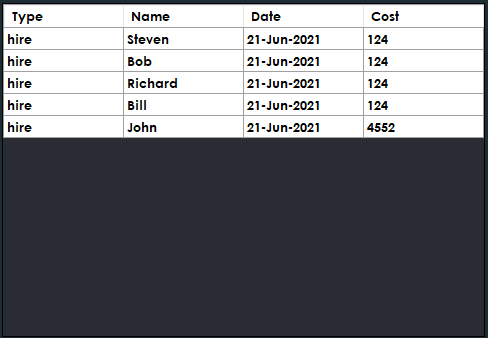 Type Name Date Cost
hire Steven 21-Jun-2021 124
hire Bob 21-Jun-2021 124
hire Richard 21-Jun-2021 124
hire Bill 21-Jun-2021 124
hire John 21-Jun-2021 4552